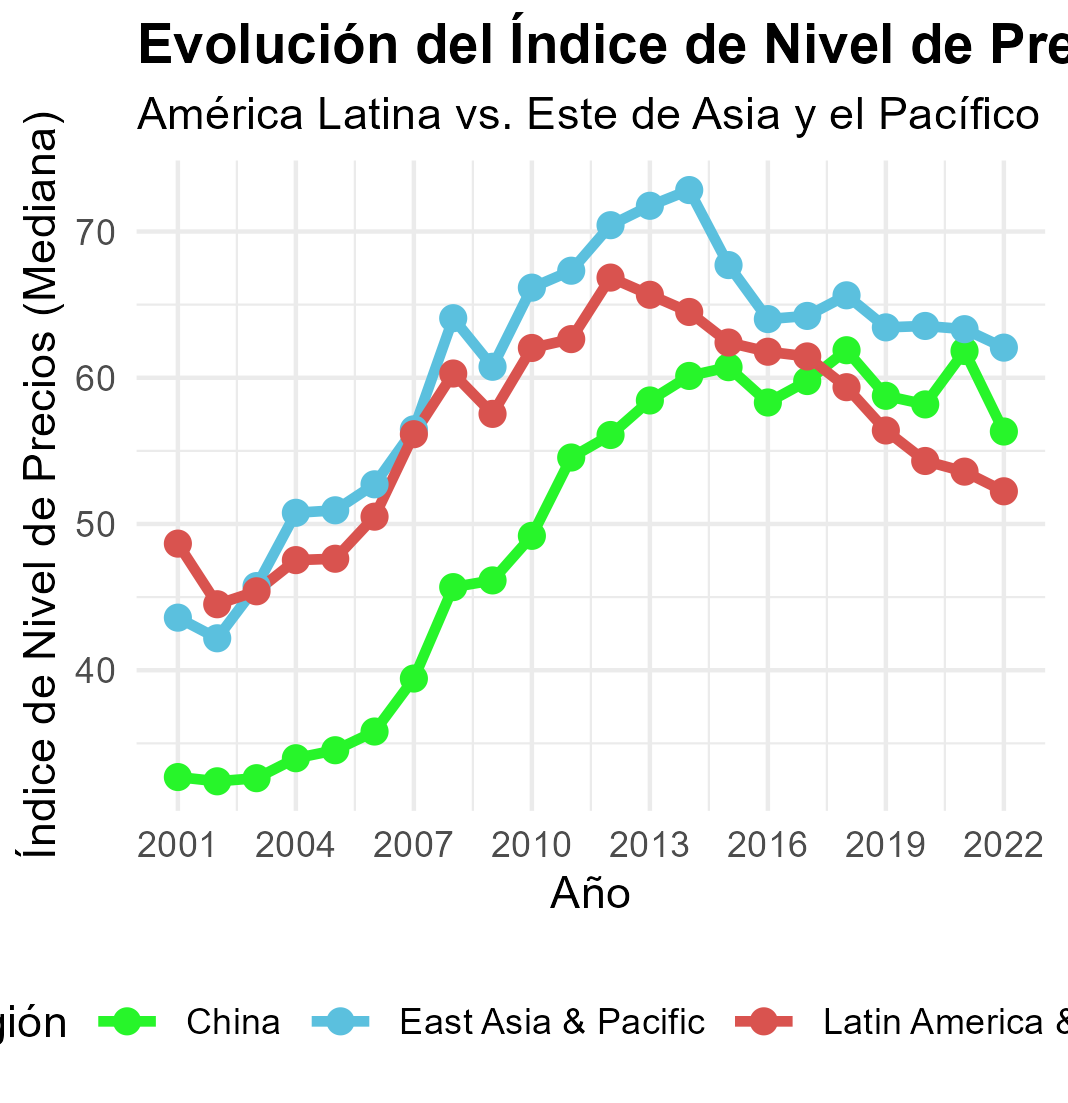 Evolución del Índice de Nivel de Pre
América Latina vs. Este de Asia y el Pacífico
Índice de Nivel de Precios (Mediana)
70
60
50
40
2001 2004 2007 2010 2013 2016 2019 2022
Año
gión China East Asia & Pacific Latin America &